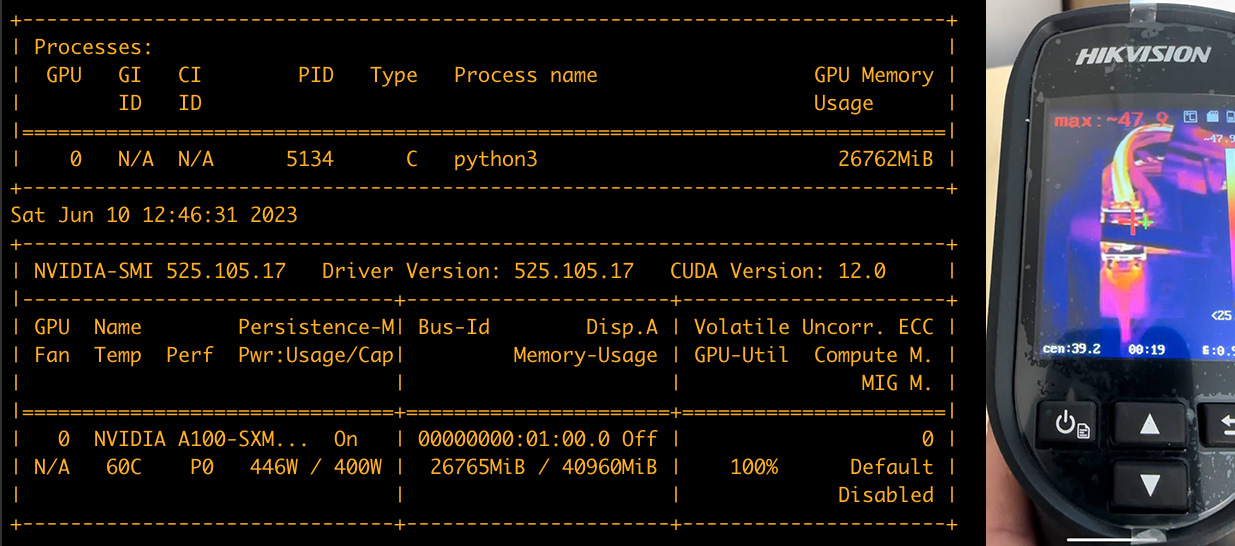 Processes:
GPU GI CI PID Type Process name GPU Memory
ID ID Usage
0 N/A N/A 5134 C python3 26762MiB
Sat Jun 10 12:46:31 2023
NVIDIA-SMI 525.105.17 Driver Version: 525.105.17 CUDA Version: 12.0
GPU Name Persistence-M| Bus-Id Disp.A | Volatile Uncorr. ECC
Fan Temp Perf Pwr:Usage/Cap| Memory-Usage | GPU-Util Compute M.
MIG M.
0 NVIDIA A100-SXM... On | 00000000:01:00.0 Off | 0
N/A 60C P0 446W / 400W | 26765MiB / 40960MiB | 100% Default
Disabled
HIKVISION
max:~47.9
~47.9
<25
cen:39.2 00:19 E:0.9